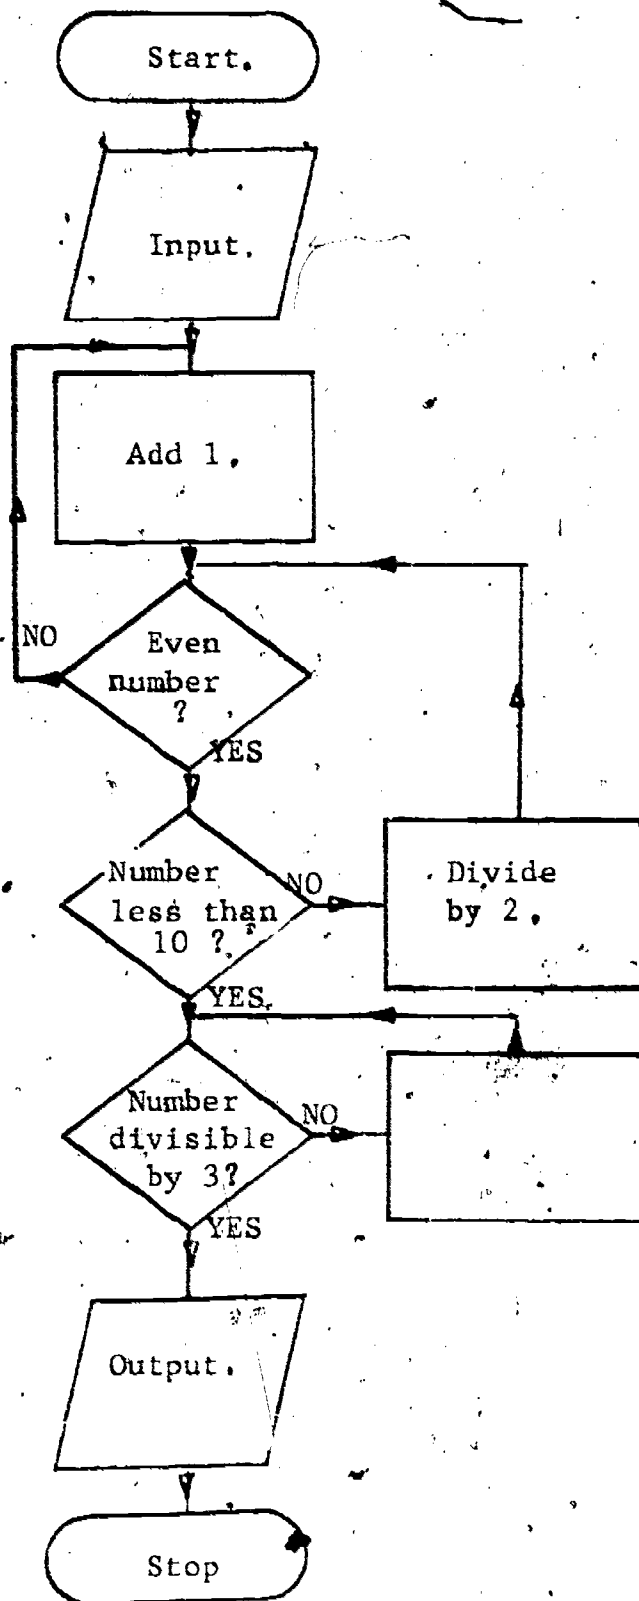 Start.
Input.
Add 1.
NO
Even
number
?
YES
Number
less than
10 ?
NO
Divide
by 2.
YES.
Number
divisible
by 3?
NO
YES
Output.
Stop